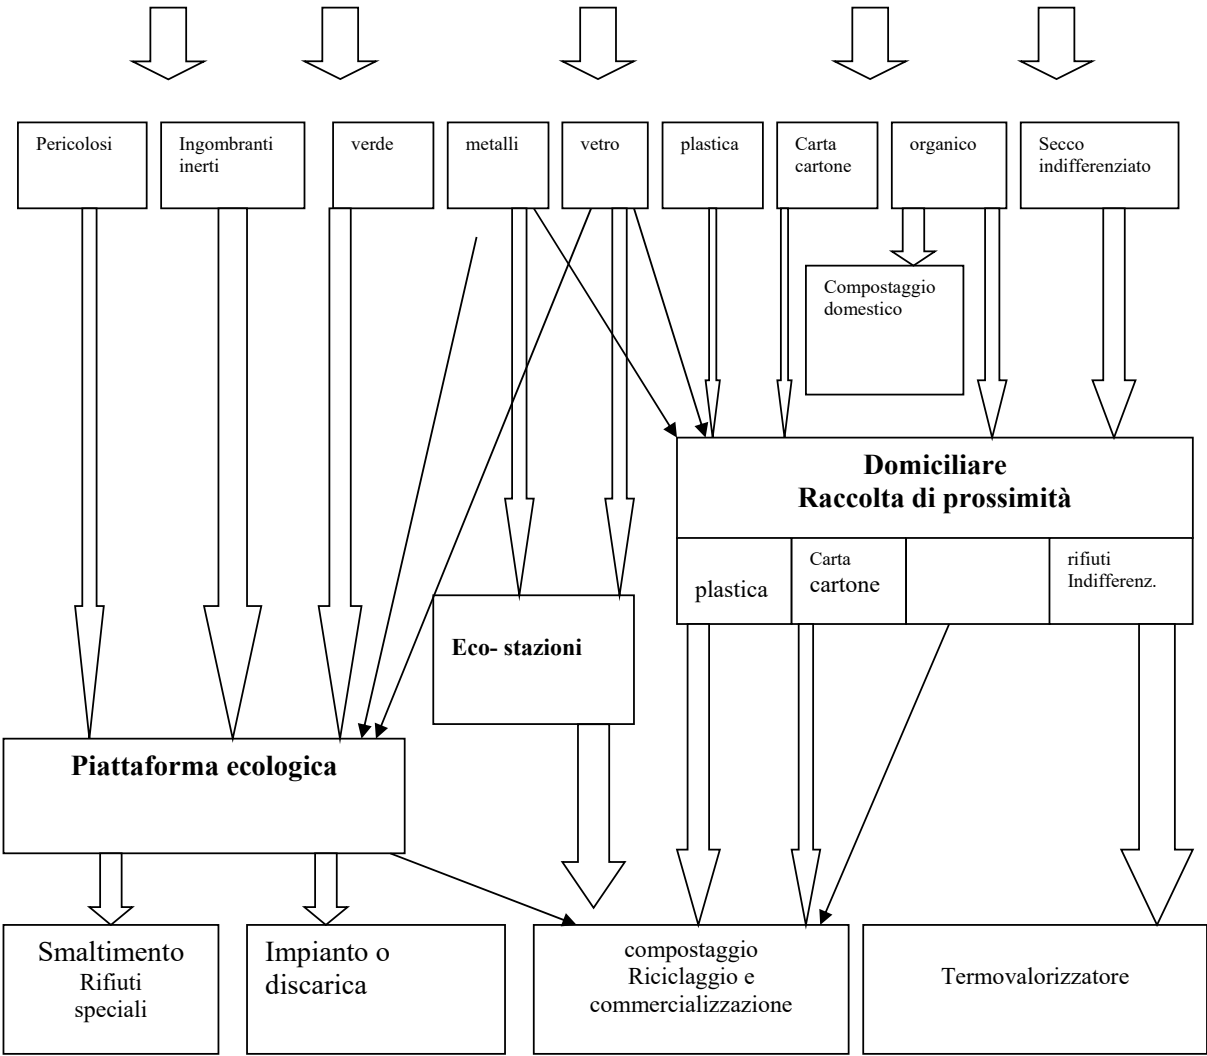 Pericolosi
Ingombranti
inerti
verde
metalli
vetro
plastica
Carta
cartone
organico
Secco
indifferenziato
Compostaggio
domestico
Domiciliare
Raccolta di prossimità
plastica
Carta
cartone
rifiuti
Indifferenz.
Eco- stazioni
Piattaforma ecologica
Smaltimento
Rifiuti
speciali
Impianto o
discarica
compostaggio
Riciclaggio e
commercializzazione
Termovalorizzatore